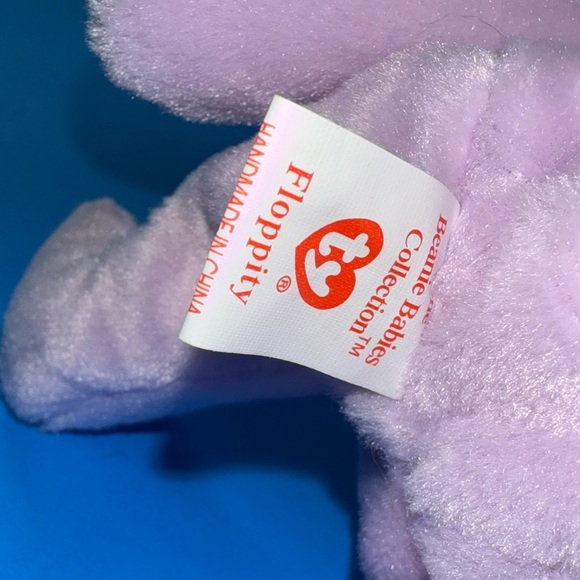 Beanie Babies
Collection™
ty
®
Floppity
HANDMADE IN CHINA